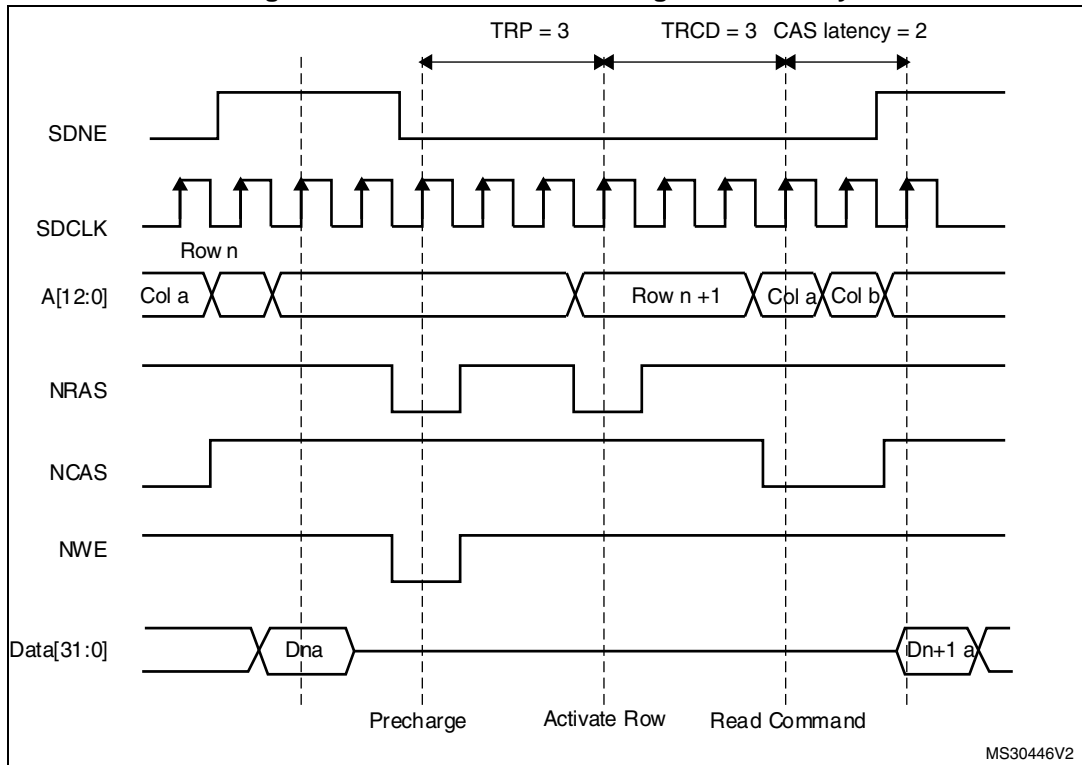 TRP = 3 TRCD = 3 CAS latency = 2
SDNE
SDCLK
Row n
A[12:0] Col a Row n +1 Col a Col b
NRAS
NCAS
NWE
Data[31:0] Dna Dn+1 a
Precharge Activate Row Read Command
MS30446V2